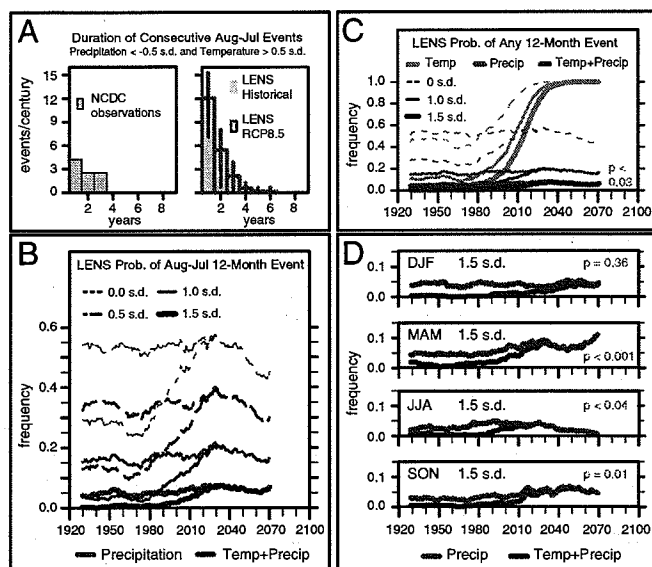 A
Duration of Consecutive Aug-Jul Events
Precipitation < -0.5 s.d. and Temperature > 0.5 s.d.
events/century
15
12
9
6
3
0
NCDC
observations
2 4 6 8
years
LENS
Historical
LENS
RCP8.5
2 4 6 8
years
B
LENS Prob. of Aug-Jul 12-Month Event
0.0 s.d. 1.0 s.d.
0.5 s.d. 1.5 s.d.
frequency
0.6
0.4
0.2
0.0
1920 1950 1980 2010 2040 2070 2100
Precipitation Temp+Precip
C
LENS Prob. of Any 12-Month Event
Temp Precip Temp+Precip
0 s.d.
1.0 s.d.
1.5 s.d.
frequency
1.0
0.8
0.6
0.4
0.2
0.0
p <
0.03
1920 1950 1980 2010 2040 2070 2100
D
frequency
DJF 1.5 s.d. p = 0.36
0.1
0.0
MAM 1.5 s.d. p < 0.001
0.1
0.0
JJA 1.5 s.d. p < 0.04
0.1
0.0
SON 1.5 s.d. p = 0.01
0.1
0.0
1920 1950 1980 2010 2040 2070 2100
Precip Temp+Precip